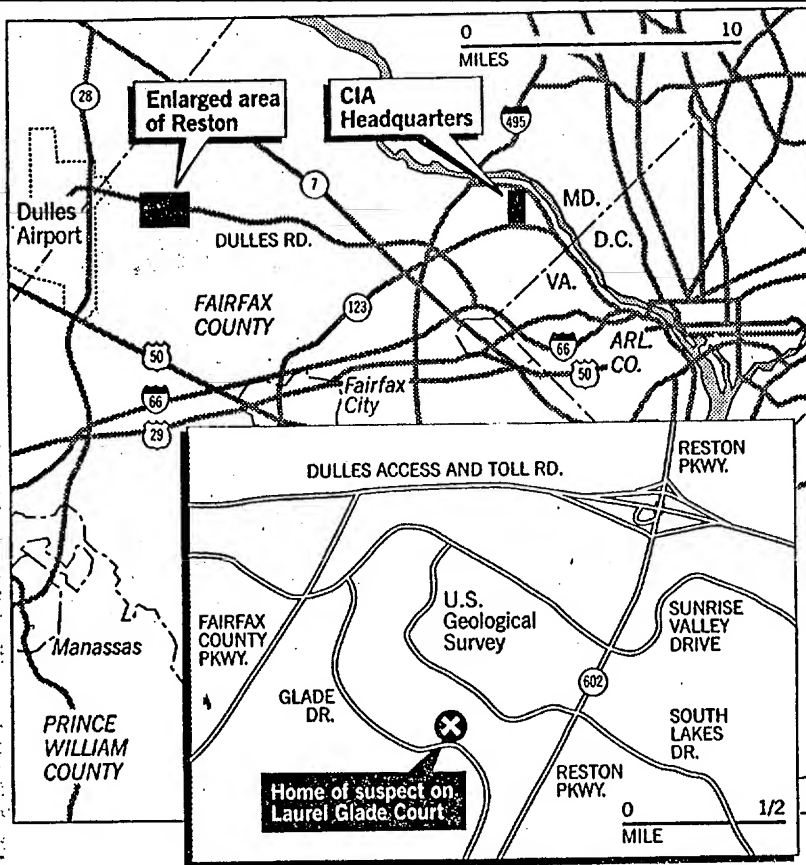 0 10
MILES
28
Enlarged area
of Reston
CIA
Headquarters
495
7
Dulles
Airport
DULLES RD.
MD.
D.C.
VA.
FAIRFAX
COUNTY
123
50
66
ARL.
CO.
50
66
29
Fairfax
City
RESTON
PKWY.
DULLES ACCESS AND TOLL RD.
U.S.
Geological
Survey
SUNRISE
VALLEY
DRIVE
FAIRFAX
COUNTY
PKWY.
Manassas
602
GLADE
DR.
SOUTH
LAKES
DR.
PRINCE
WILLIAM
COUNTY
RESTON
PKWY.
Home of suspect on
Laurel Glade Court
0 1/2
MILE